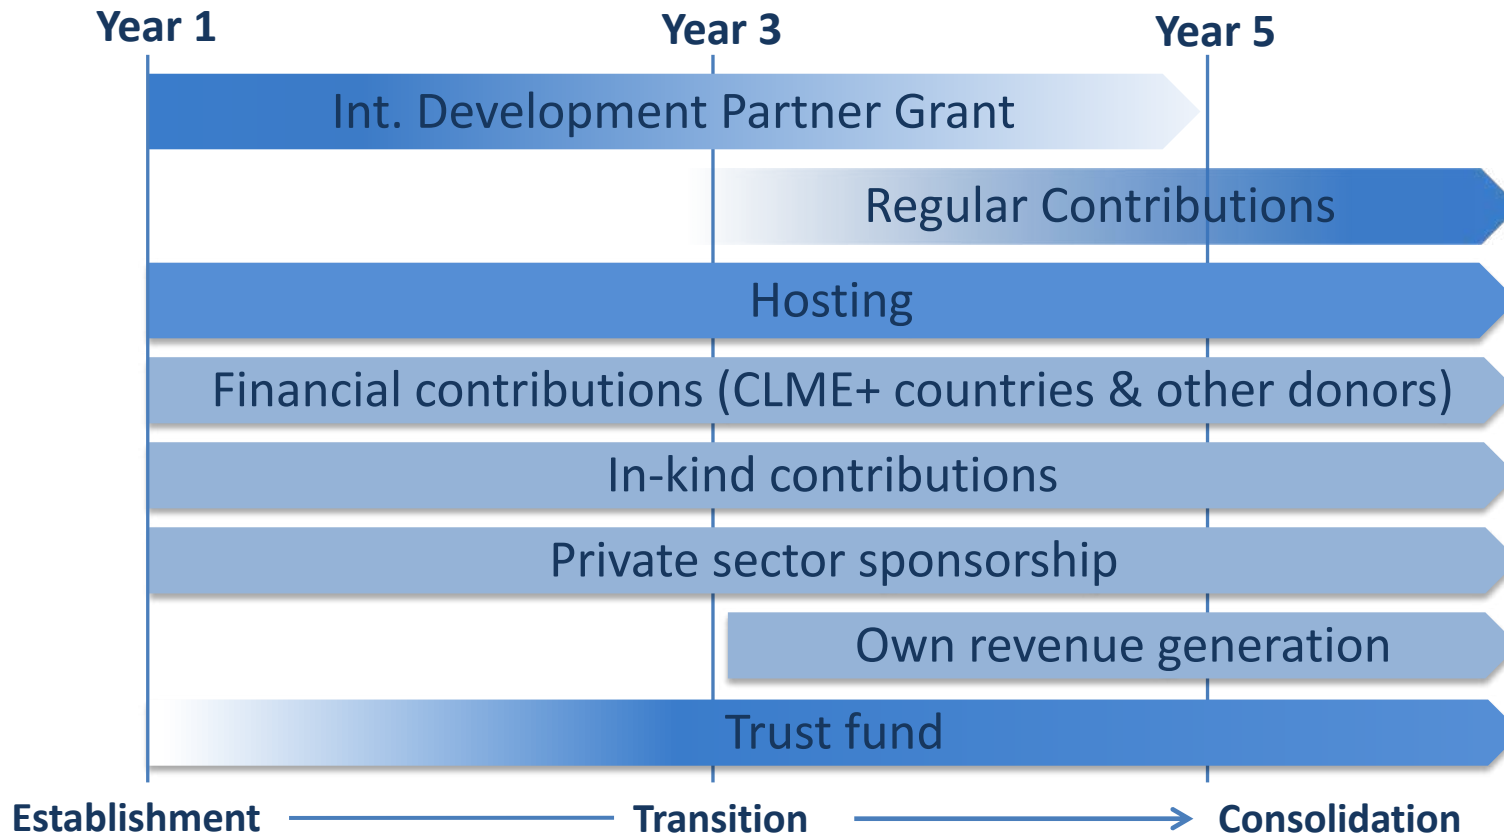 Year 1
Year 3
Year 5
Int. Development Partner Grant
Regular Contributions
Hosting
Financial contributions (CLME+ countries & other donors)
In-kind contributions
Private sector sponsorship
Own revenue generation
Trust fund
Establishment
Transition
Consolidation